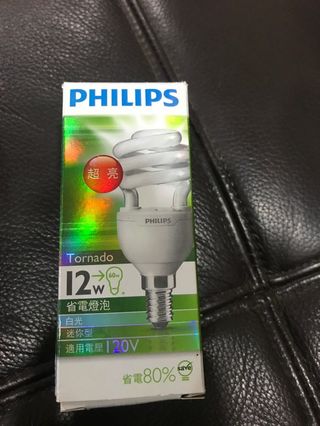 PHILIPS
超亮
PHILIPS
Tornado
12W → 60W
省電燈泡
白光
迷你型
適用電壓 120V
省電80% save